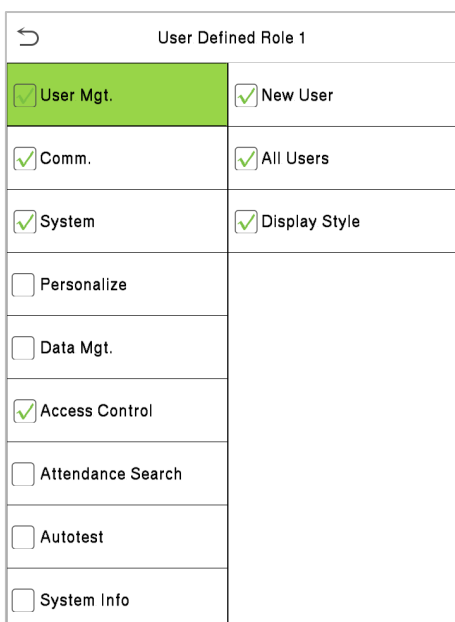 User Defined Role 1
User Mgt.
New User
Comm.
All Users
System
Display Style
Personalize
Data Mgt.
Access Control
Attendance Search
Autotest
System Info